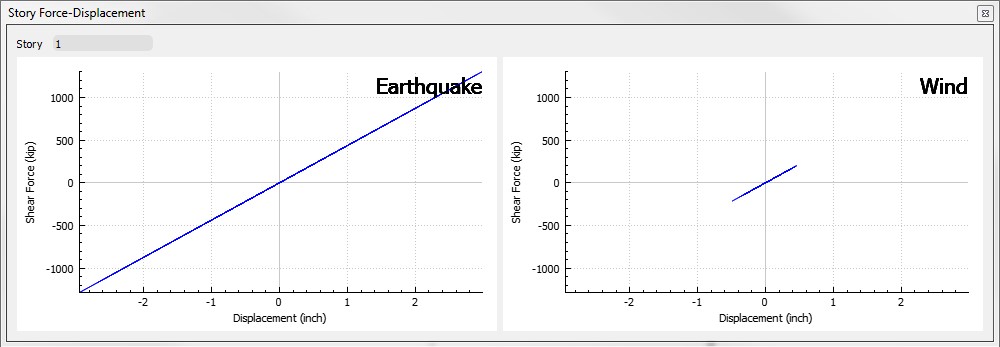 Story Force-Displacement
Story 1
Earthquake
Shear Force (kip)
1000
500
0
-500
-1000
-2 -1 0 1 2
Displacement (inch)
Wind
Shear Force (kip)
1000
500
0
-500
-1000
-2 -1 0 1 2
Displacement (inch)